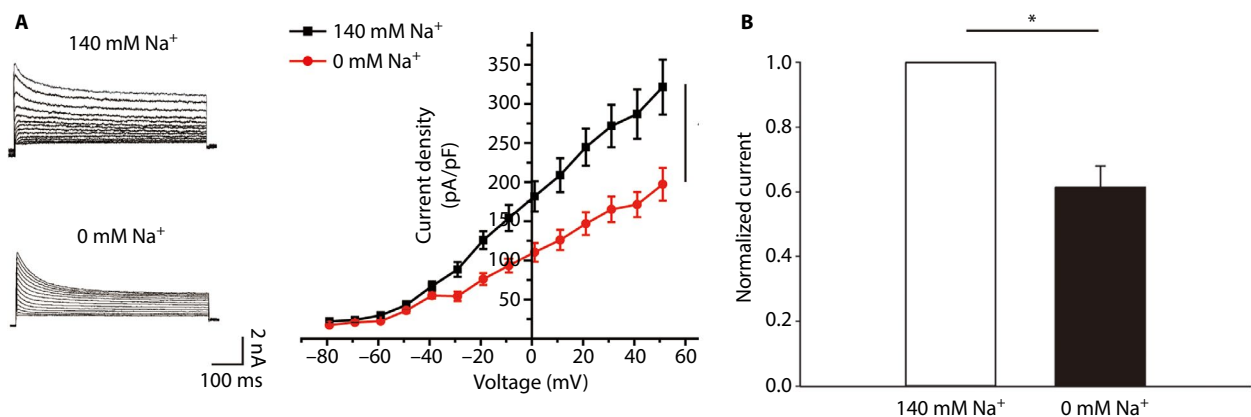 A
140 mM Na⁺
0 mM Na⁺
2 nA
100 ms
140 mM Na⁺
0 mM Na⁺
Current density
(pA/pF)
350
300
250
200
150
100
50
−80
−60
−40
−20
0
20
40
60
Voltage (mV)
B
*
Normalized current
1.0
0.8
0.6
0.4
0.2
0.0
140 mM Na⁺
0 mM Na⁺